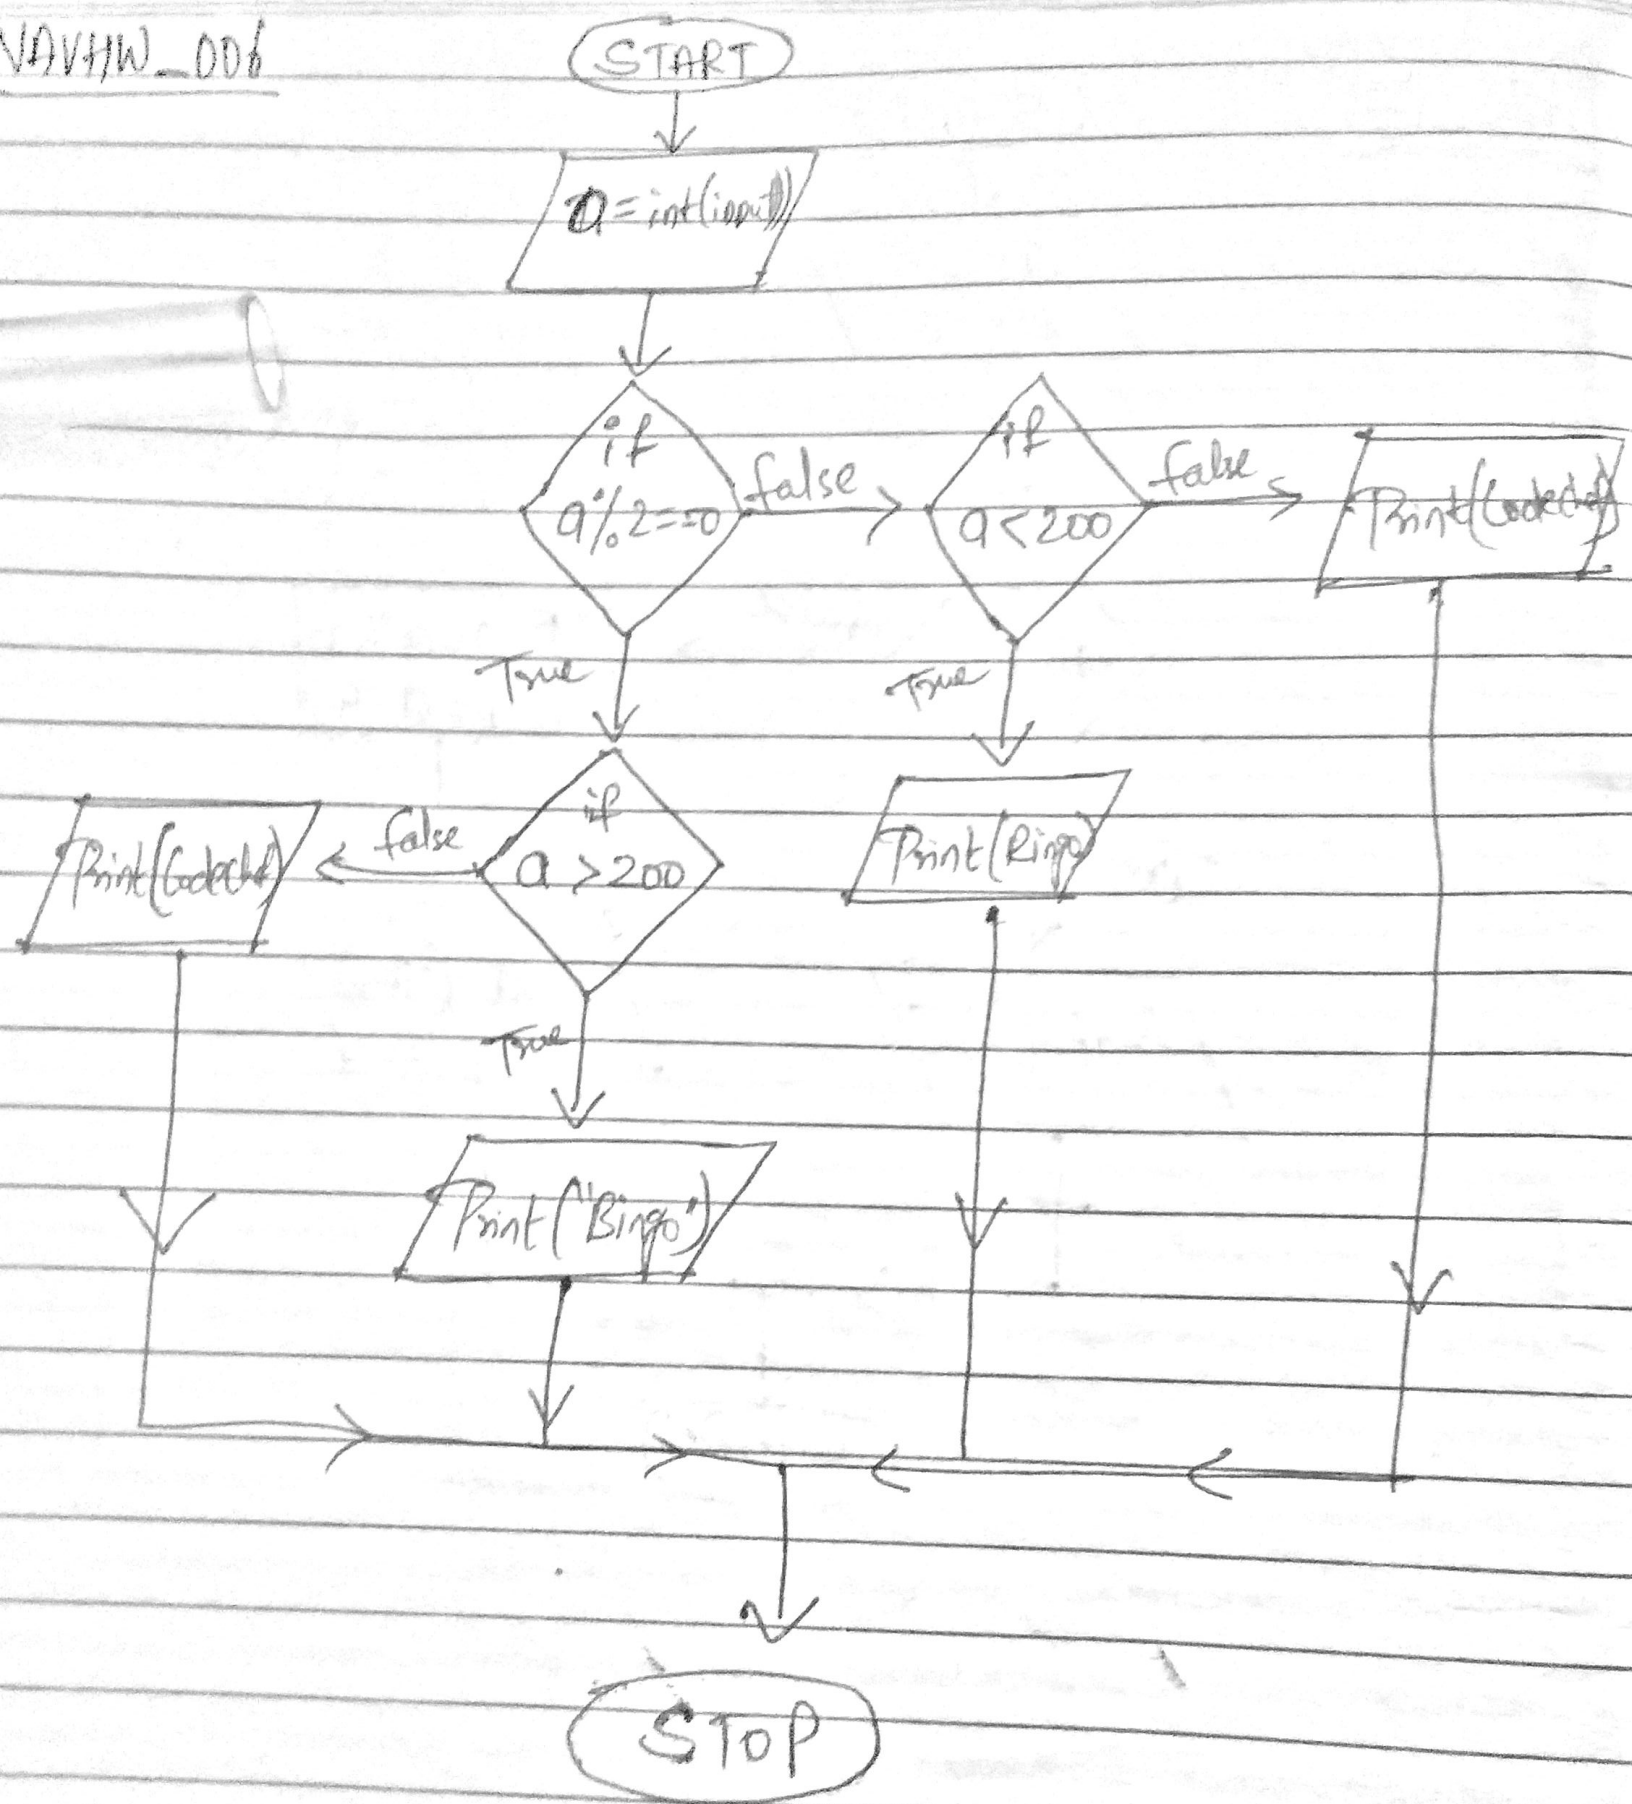 NAVHW_006
START
a = int(input)
if
a%2==0
false
if
a<200
false
Print(Codechef)
True
True
Print(Codechef)
false
if
a >200
Print(Ringo)
True
Print("Bingo")
STOP